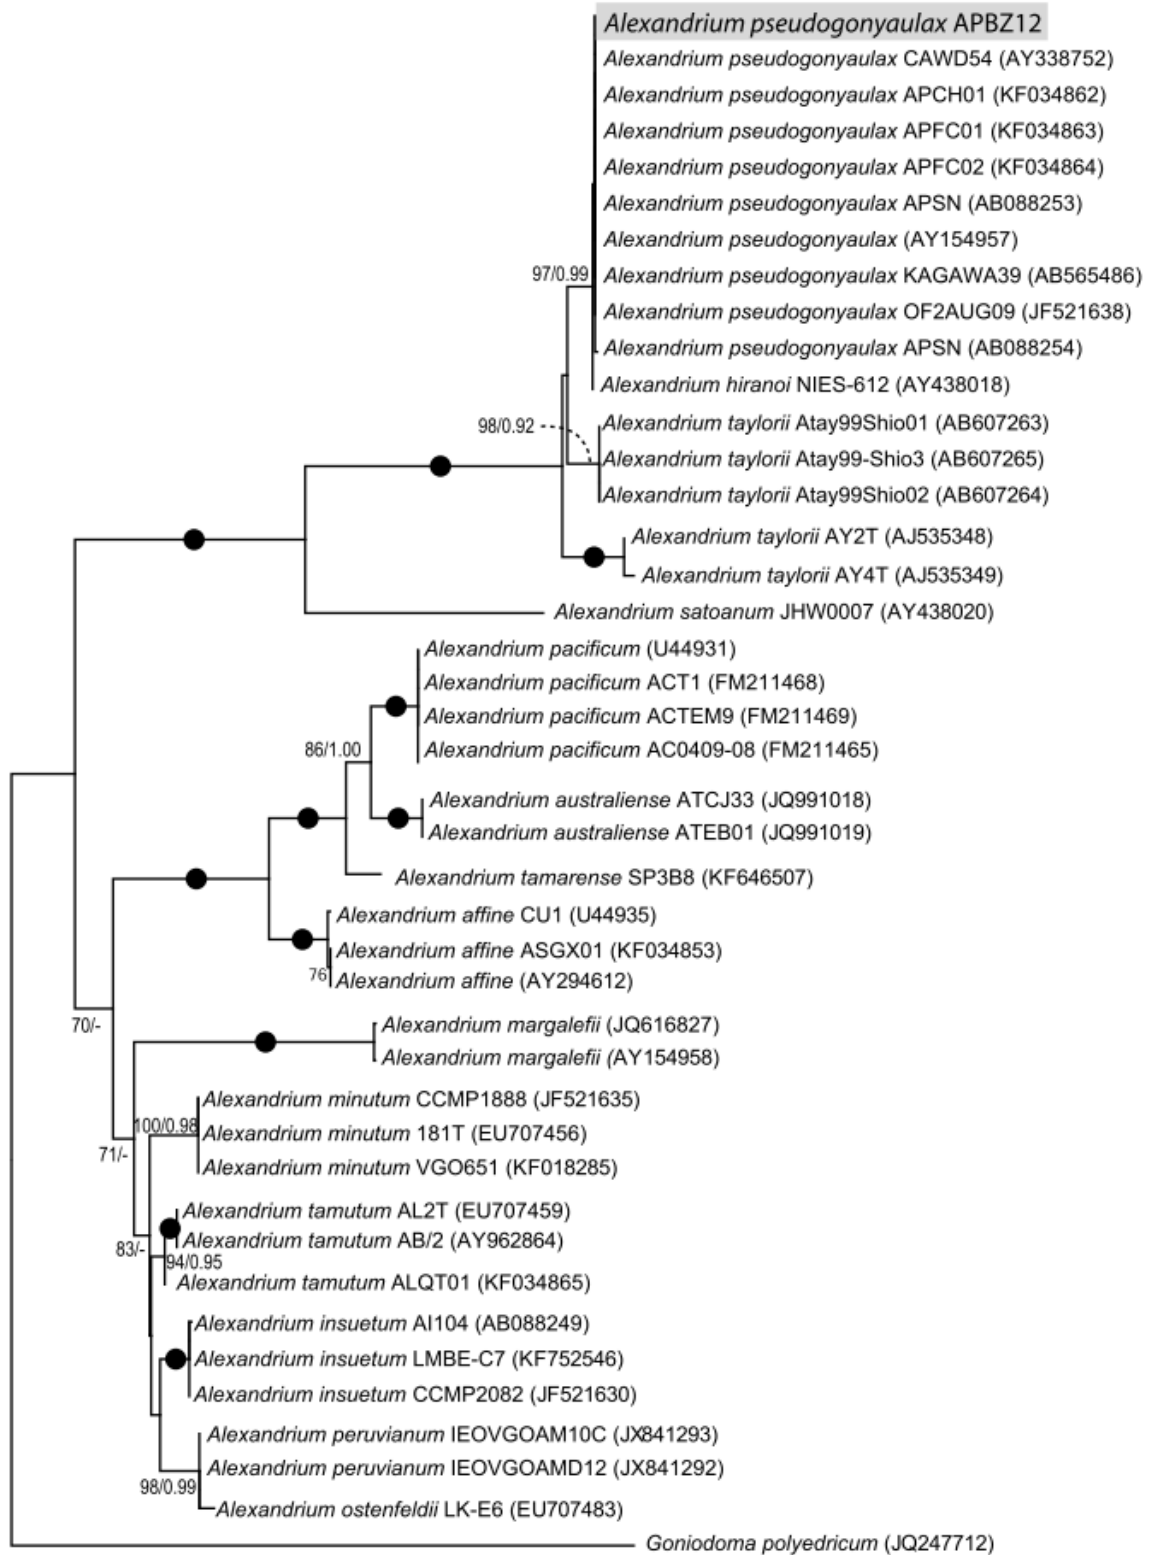 Alexandrium pseudogonyaulax APBZ12
Alexandrium pseudogonyaulax CAWD54 (AY338752)
Alexandrium pseudogonyaulax APCH01 (KF034862)
Alexandrium pseudogonyaulax APFC01 (KF034863)
Alexandrium pseudogonyaulax APFC02 (KF034864)
Alexandrium pseudogonyaulax APSN (AB088253)
Alexandrium pseudogonyaulax (AY154957)
97/0.99
Alexandrium pseudogonyaulax KAGAWA39 (AB565486)
Alexandrium pseudogonyaulax OF2AUG09 (JF521638)
Alexandrium pseudogonyaulax APSN (AB088254)
Alexandrium hiranoi NIES-612 (AY438018)
98/0.92
Alexandrium taylorii Atay99Shio01 (AB607263)
Alexandrium taylorii Atay99-Shio3 (AB607265)
Alexandrium taylorii Atay99Shio02 (AB607264)
Alexandrium taylorii AY2T (AJ535348)
Alexandrium taylorii AY4T (AJ535349)
Alexandrium satoanum JHW0007 (AY438020)
Alexandrium pacificum (U44931)
Alexandrium pacificum ACT1 (FM211468)
Alexandrium pacificum ACTEM9 (FM211469)
86/1.00
Alexandrium pacificum AC0409-08 (FM211465)
Alexandrium australiense ATCJ33 (JQ991018)
Alexandrium australiense ATEB01 (JQ991019)
Alexandrium tamarense SP3B8 (KF646507)
Alexandrium affine CU1 (U44935)
Alexandrium affine ASGX01 (KF034853)
76
Alexandrium affine (AY294612)
70/-
Alexandrium margalefii (JQ616827)
Alexandrium margalefii (AY154958)
Alexandrium minutum CCMP1888 (JF521635)
100/0.98
Alexandrium minutum 181T (EU707456)
71/-
Alexandrium minutum VGO651 (KF018285)
Alexandrium tamutum AL2T (EU707459)
Alexandrium tamutum AB/2 (AY962864)
83/-
94/0.95
Alexandrium tamutum ALQT01 (KF034865)
Alexandrium insuetum AI104 (AB088249)
Alexandrium insuetum LMBE-C7 (KF752546)
Alexandrium insuetum CCMP2082 (JF521630)
Alexandrium peruvianum IEOVGOAM10C (JX841293)
Alexandrium peruvianum IEOVGOAMD12 (JX841292)
98/0.99
Alexandrium ostenfeldii LK-E6 (EU707483)
Goniodoma polyedricum (JQ247712)